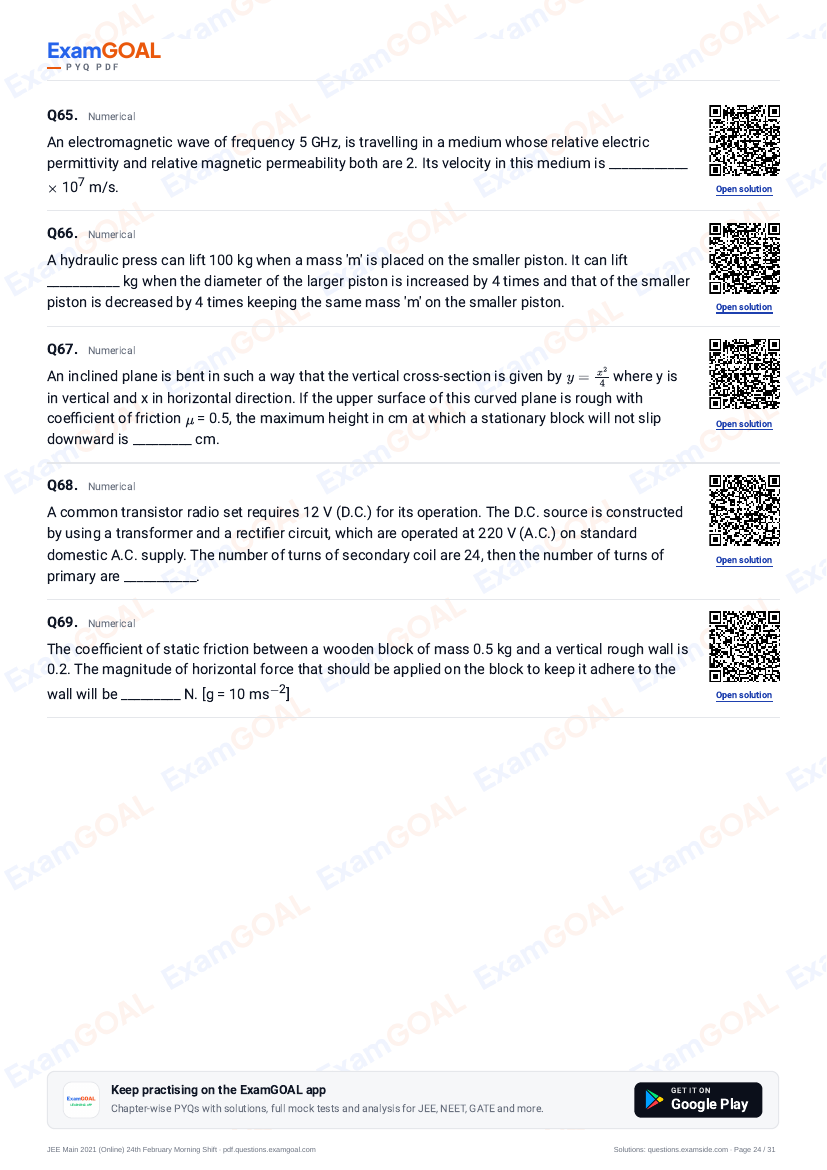 ExamGOAL
PYQ PDF
Q65. Numerical
An electromagnetic wave of frequency 5 GHz, is travelling in a medium whose relative electric
permittivity and relative magnetic permeability both are 2. Its velocity in this medium is ____________
× 10⁷ m/s.
Open solution
Q66. Numerical
A hydraulic press can lift 100 kg when a mass 'm' is placed on the smaller piston. It can lift
___________ kg when the diameter of the larger piston is increased by 4 times and that of the smaller
piston is decreased by 4 times keeping the same mass 'm' on the smaller piston.
Open solution
Q67. Numerical
An inclined plane is bent in such a way that the vertical cross-section is given by y = x²/4 where y is
in vertical and x in horizontal direction. If the upper surface of this curved plane is rough with
coefficient of friction μ = 0.5, the maximum height in cm at which a stationary block will not slip
downward is _________ cm.
Open solution
Q68. Numerical
A common transistor radio set requires 12 V (D.C.) for its operation. The D.C. source is constructed
by using a transformer and a rectifier circuit, which are operated at 220 V (A.C.) on standard
domestic A.C. supply. The number of turns of secondary coil are 24, then the number of turns of
primary are ___________.
Open solution
Q69. Numerical
The coefficient of static friction between a wooden block of mass 0.5 kg and a vertical rough wall is
0.2. The magnitude of horizontal force that should be applied on the block to keep it adhere to the
wall will be _________ N. [g = 10 ms⁻²]
Open solution
Keep practising on the ExamGOAL app
Chapter-wise PYQs with solutions, full mock tests and analysis for JEE, NEET, GATE and more.
GET IT ON
Google Play
JEE Main 2021 (Online) 24th February Morning Shift · pdf.questions.examgoal.com
Solutions: questions.examside.com · Page 24 / 31